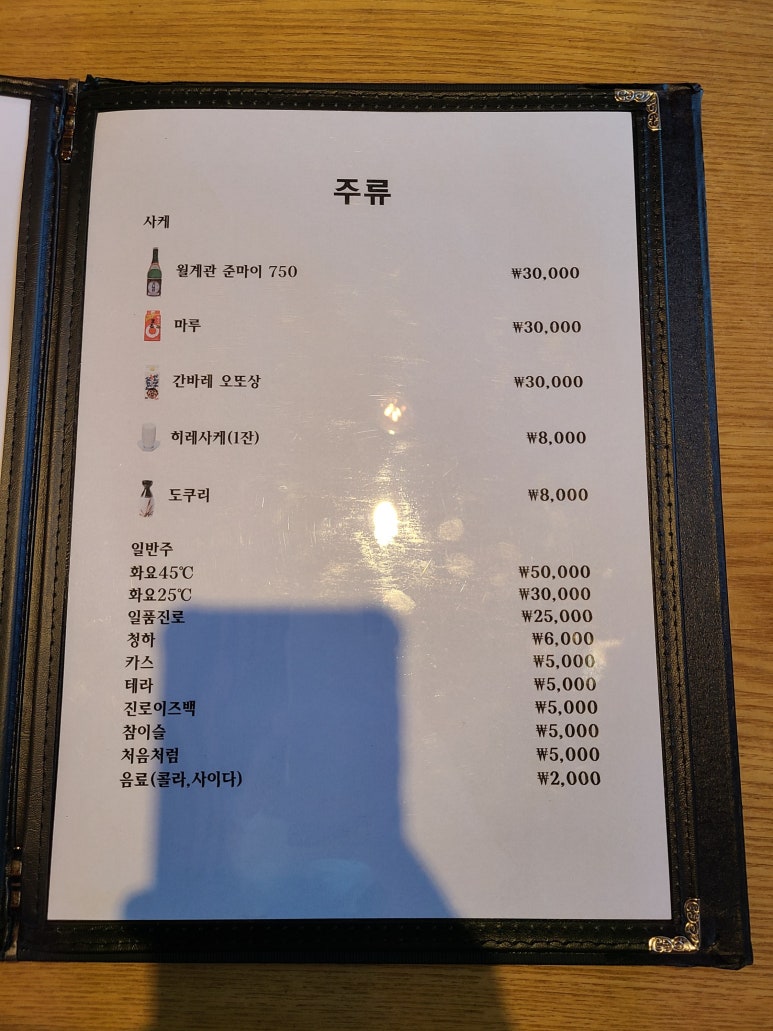 주류
사케
월계관 준마이 750 ₩30,000
마루 ₩30,000
간바레 오또상 ₩30,000
히레사케(1잔) ₩8,000
도쿠리 ₩8,000
일반주
화요45℃ ₩50,000
화요25℃ ₩30,000
일품진로 ₩25,000
청하 ₩6,000
카스 ₩5,000
테라 ₩5,000
진로이즈백 ₩5,000
참이슬 ₩5,000
처음처럼 ₩5,000
음료(콜라,사이다) ₩2,000